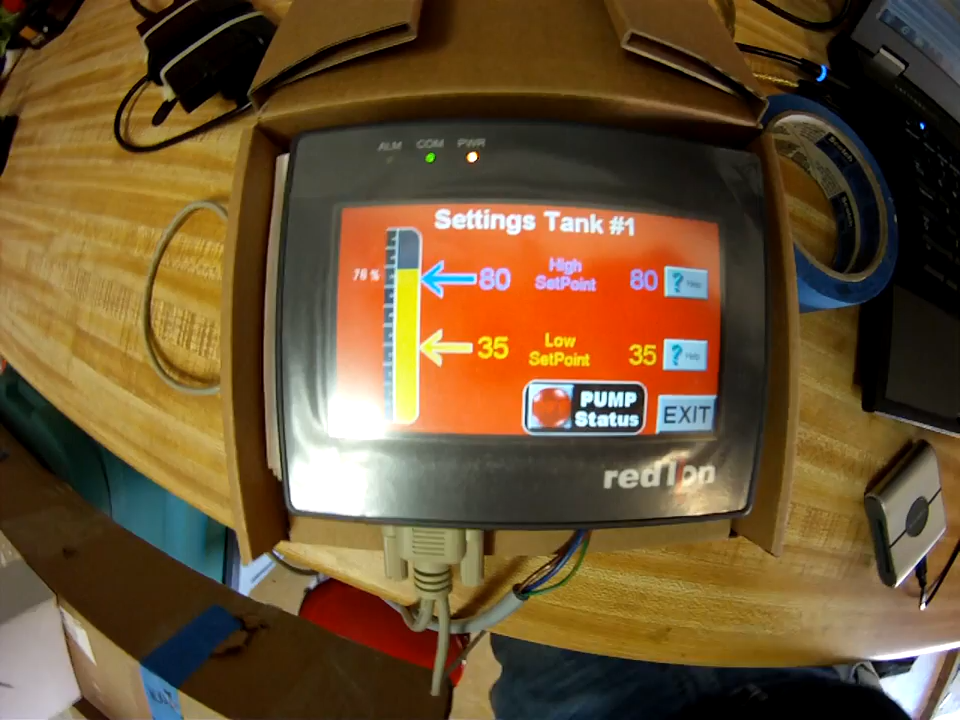 ALM COM PWR
Settings Tank #1
80 High SetPoint 80 ? Help
35 Low SetPoint 35 ? Help
PUMP Status
EXIT
red lion
Scotch